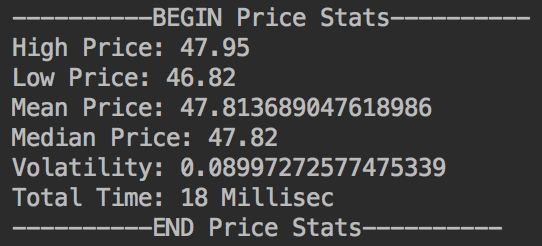 ----------BEGIN Price Stats----------
High Price: 47.95
Low Price: 46.82
Mean Price: 47.813689047618986
Median Price: 47.82
Volatility: 0.08997272577475339
Total Time: 18 Millisec
----------END Price Stats----------